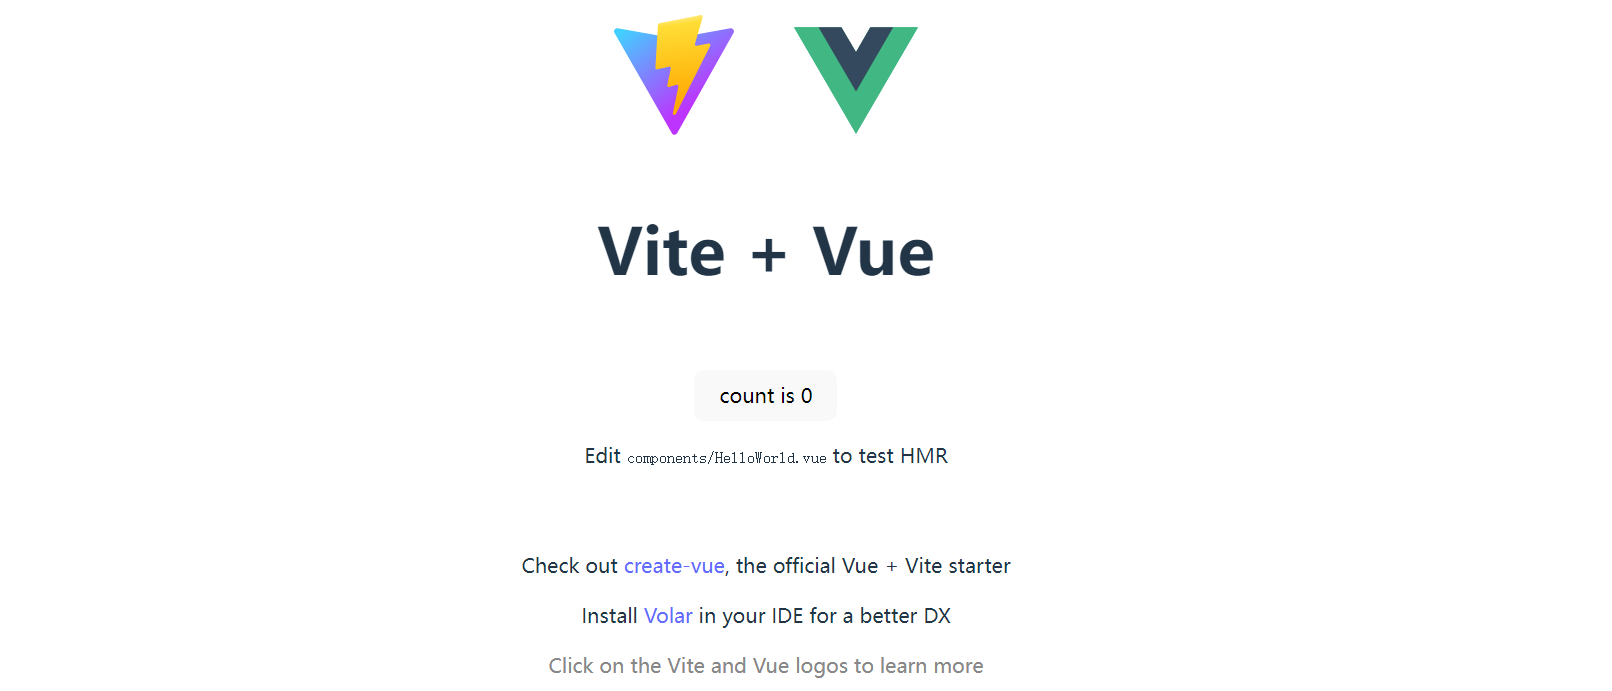 Vite + Vue
count is 0
Edit components/HelloWorld.vue to test HMR
Check out create-vue, the official Vue + Vite starter
Install Volar in your IDE for a better DX
Click on the Vite and Vue logos to learn more